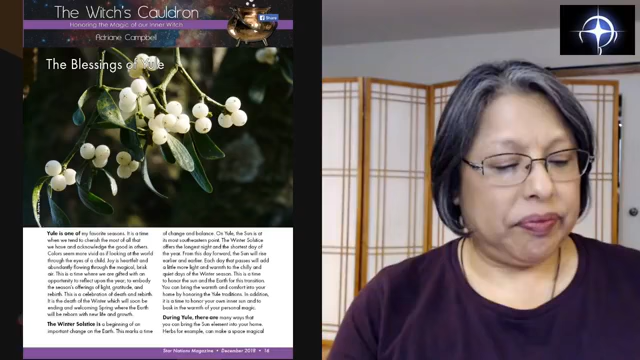 The Witch's Cauldron
Honoring the Magic of our Inner Witch
Adriane Campbell
Share
The Blessings of Yule
Yule is one of my favorite seasons. It is a time
when we tend to cherish the most of all that
we have and acknowledge the good in others.
Colors seem more vivid as if looking at the world
through the eyes of a child. Joy is heartfelt and
abundantly flowing through the magical, brisk
air. This is a time where we are gifted with an
opportunity to reflect upon the year, to embody
the season's offerings of light, gratitude, and
rebirth. This is a celebration of death and rebirth.
It is the death of the Winter which will soon be
ending and welcoming Spring where the Earth
will be reborn with new life and growth.
The Winter Solstice is a beginning of an
important change on the Earth. This marks a time
of change and balance. On Yule, the Sun is at
its most southeastern point. The Winter Solstice
offers the longest night and the shortest day of
the year. From this day forward, the Sun will rise
earlier and earlier. Each day that passes will add
a little more light and warmth to the chilly and
quiet days of the Winter season. This is a time
to honor the sun and the Earth for this transition.
You can bring the warmth and comfort into your
home by honoring the Yule traditions. In addition,
it is a time to honor your own inner sun and to
bask in the warmth of your personal magic.
During Yule, there are many ways that
you can bring the Sun element into your home.
Herbs for example, can make a space magical
Star Nations Magazine • December 2019 • 16